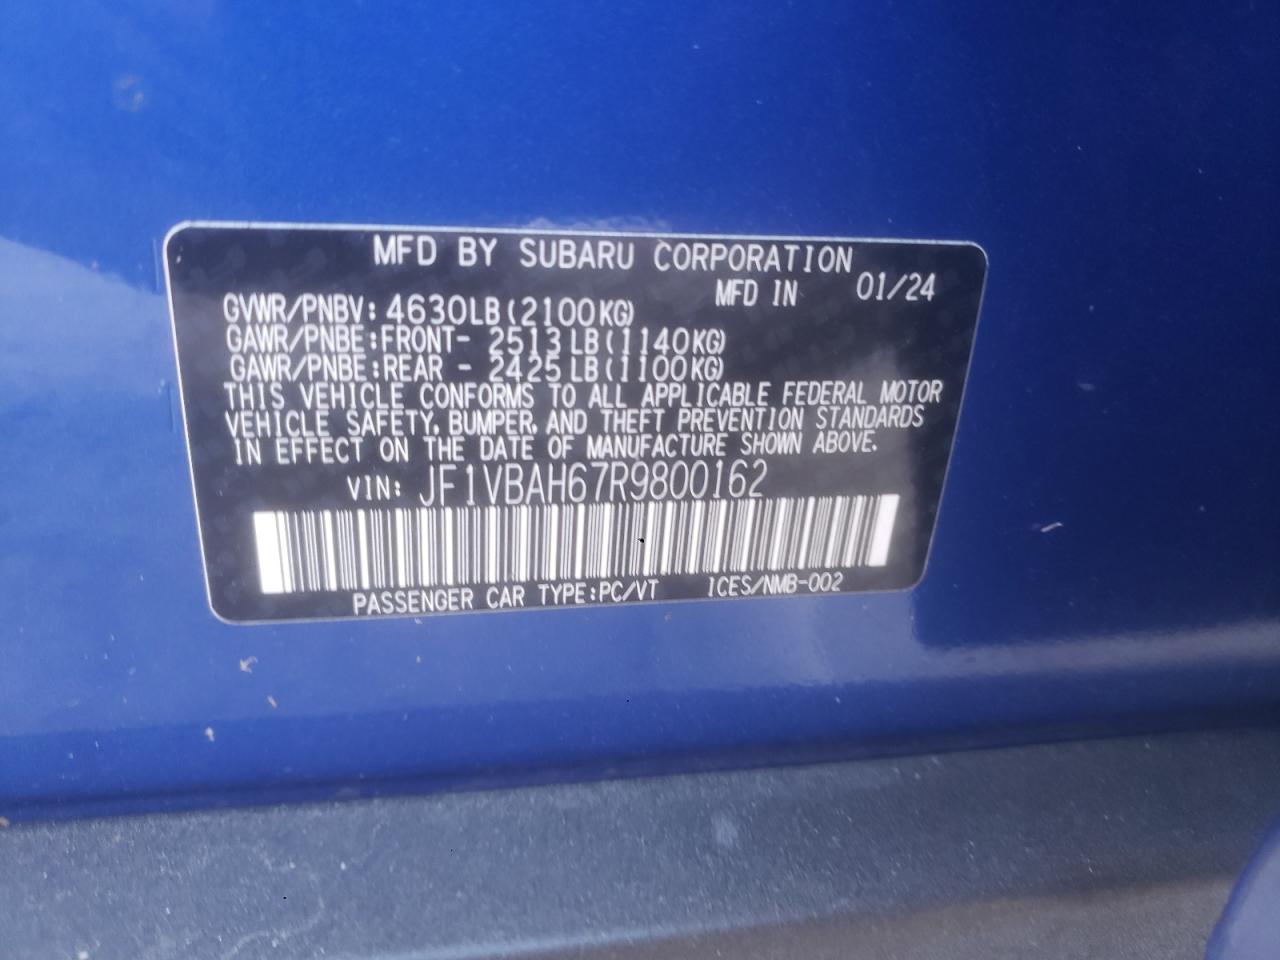 MFD BY SUBARU CORPORATION
MFD IN 01/24
GVWR/PNBV: 4630LB(2100KG)
GAWR/PNBE:FRONT- 2513LB(1140KG)
GAWR/PNBE:REAR - 2425LB(1100KG)
THIS VEHICLE CONFORMS TO ALL APPLICABLE FEDERAL MOTOR
VEHICLE SAFETY, BUMPER, AND THEFT PREVENTION STANDARDS
IN EFFECT ON THE DATE OF MANUFACTURE SHOWN ABOVE.
VIN: JF1VBAH67R9800162
PASSENGER CAR TYPE:PC/VT ICES/NMB-002